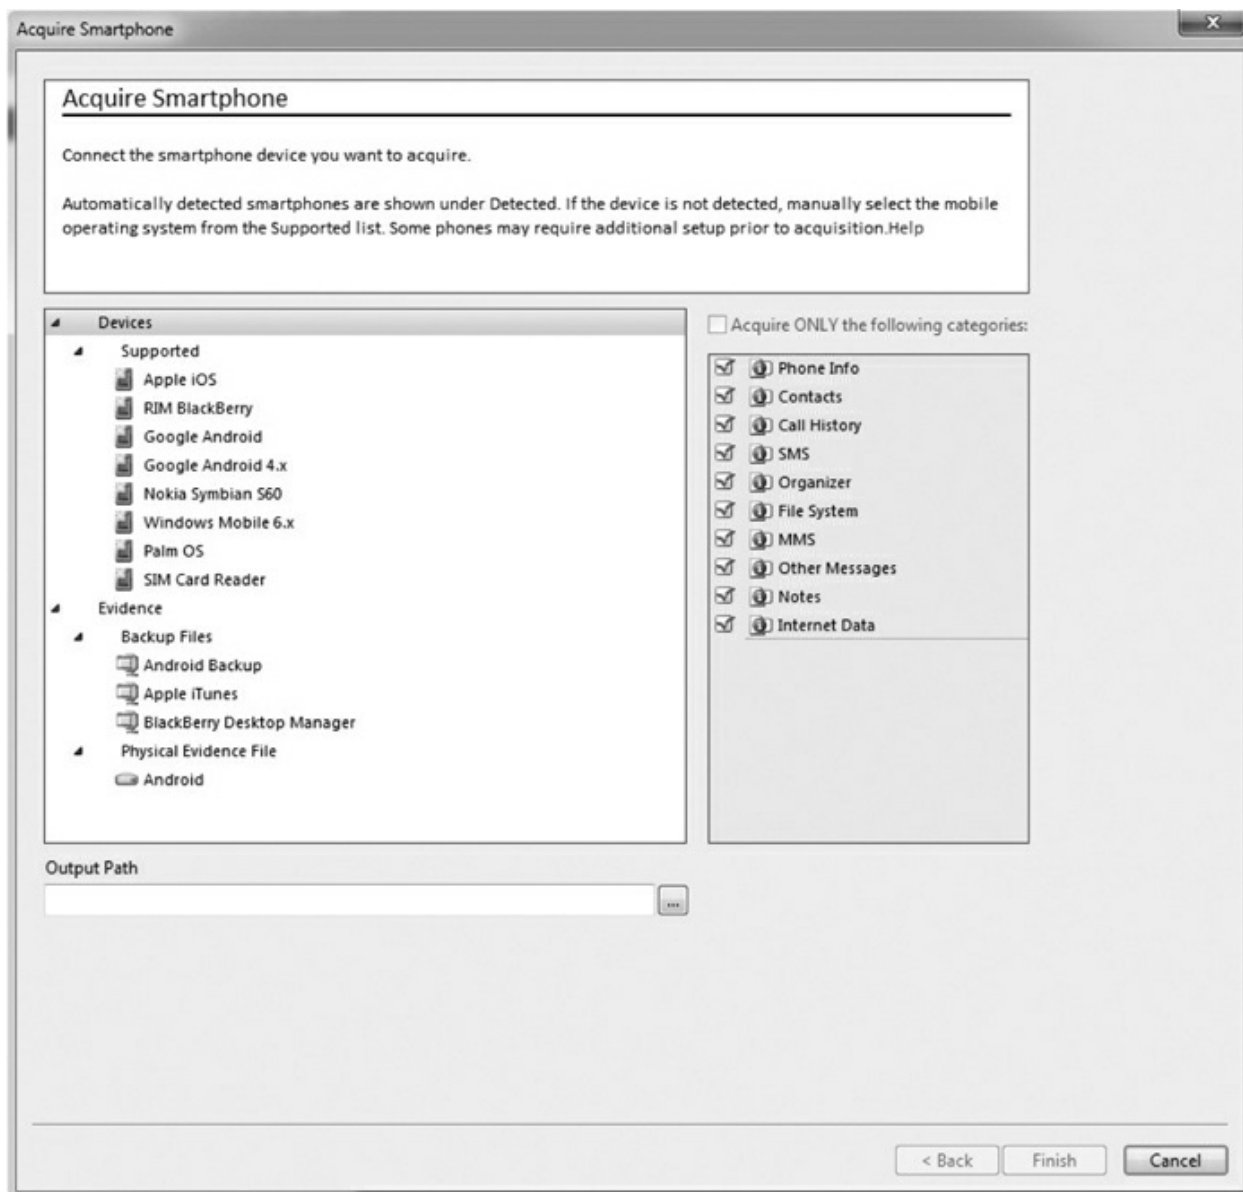 Acquire Smartphone
Acquire Smartphone
Connect the smartphone device you want to acquire.
Automatically detected smartphones are shown under Detected. If the device is not detected, manually select the mobile
operating system from the Supported list. Some phones may require additional setup prior to acquisition.Help
Devices
Supported
Apple iOS
RIM BlackBerry
Google Android
Google Android 4.x
Nokia Symbian S60
Windows Mobile 6.x
Palm OS
SIM Card Reader
Evidence
Backup Files
Android Backup
Apple iTunes
BlackBerry Desktop Manager
Physical Evidence File
Android
Acquire ONLY the following categories:
Phone Info
Contacts
Call History
SMS
Organizer
File System
MMS
Other Messages
Notes
Internet Data
Output Path
...
< Back
Finish
Cancel